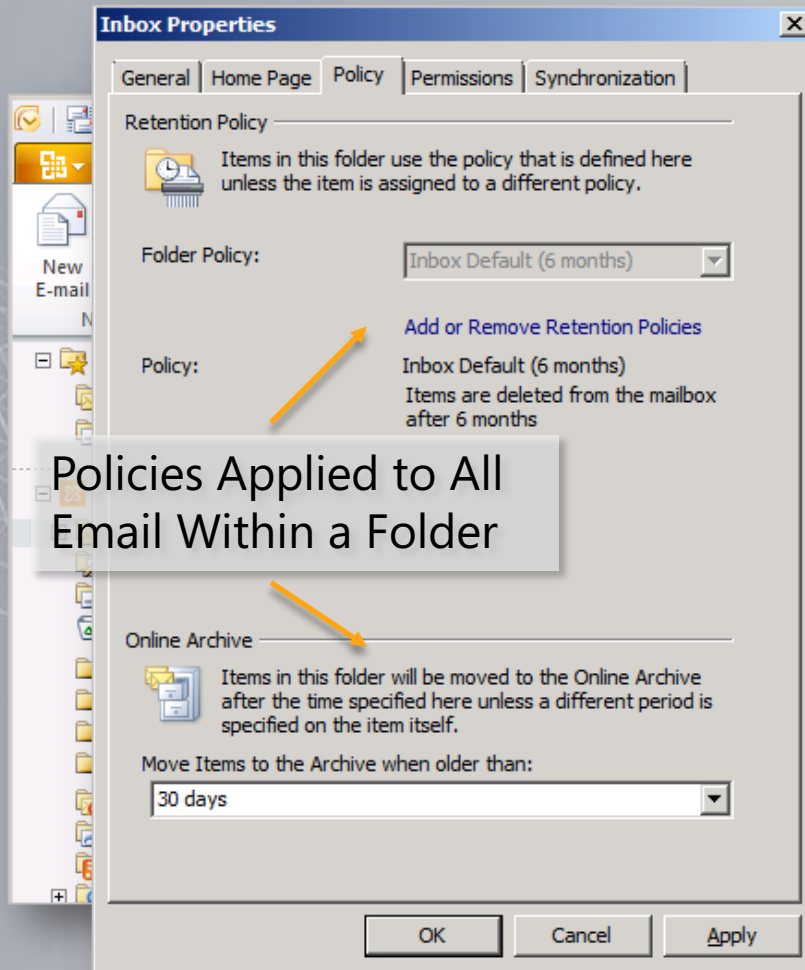 Inbox Properties
General Home Page Policy Permissions Synchronization
Retention Policy
Items in this folder use the policy that is defined here
unless the item is assigned to a different policy.
Folder Policy:
Inbox Default (6 months)
Add or Remove Retention Policies
Policy:
Inbox Default (6 months)
Items are deleted from the mailbox
after 6 months
New
E-mail
N
Policies Applied to All
Email Within a Folder
Online Archive
Items in this folder will be moved to the Online Archive
after the time specified here unless a different period is
specified on the item itself.
Move Items to the Archive when older than:
30 days
OK Cancel Apply